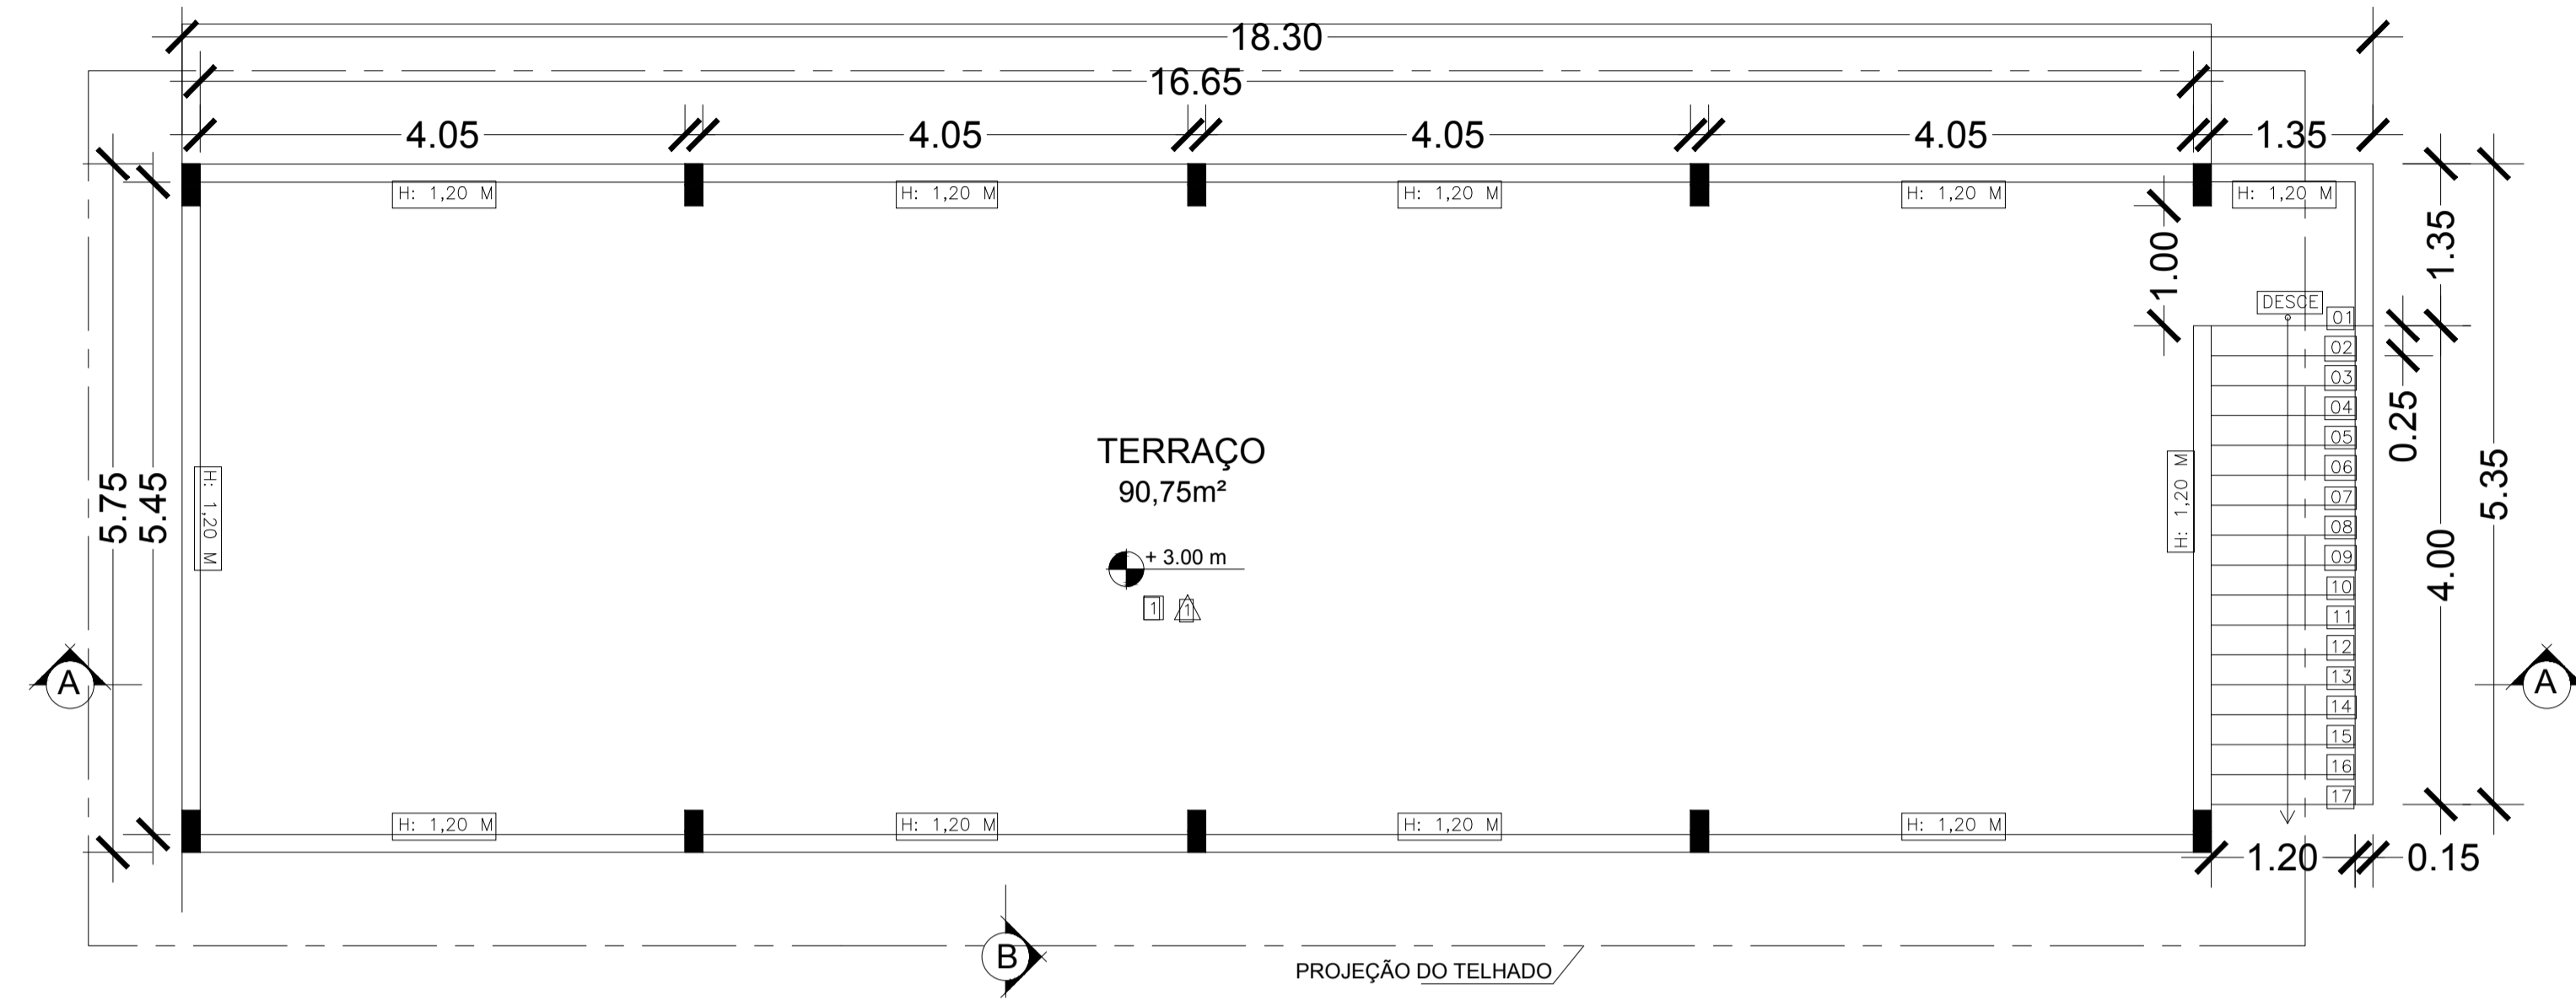 18.30
16.65
4.05
4.05
4.05
4.05
1.35
H: 1,20 M
H: 1,20 M
H: 1,20 M
H: 1,20 M
H: 1,20 M
1.00
1.35
DESCE
01
02
03
04
05
06
07
08
09
10
11
12
13
14
15
16
17
0.25
4.00
5.35
5.75
5.45
H: 1,20 M
H: 1,20 M
TERRAÇO
90,75m²
+ 3.00 m
1
1
A
A
H: 1,20 M
H: 1,20 M
H: 1,20 M
H: 1,20 M
1.20
0.15
B
PROJEÇÃO DO TELHADO